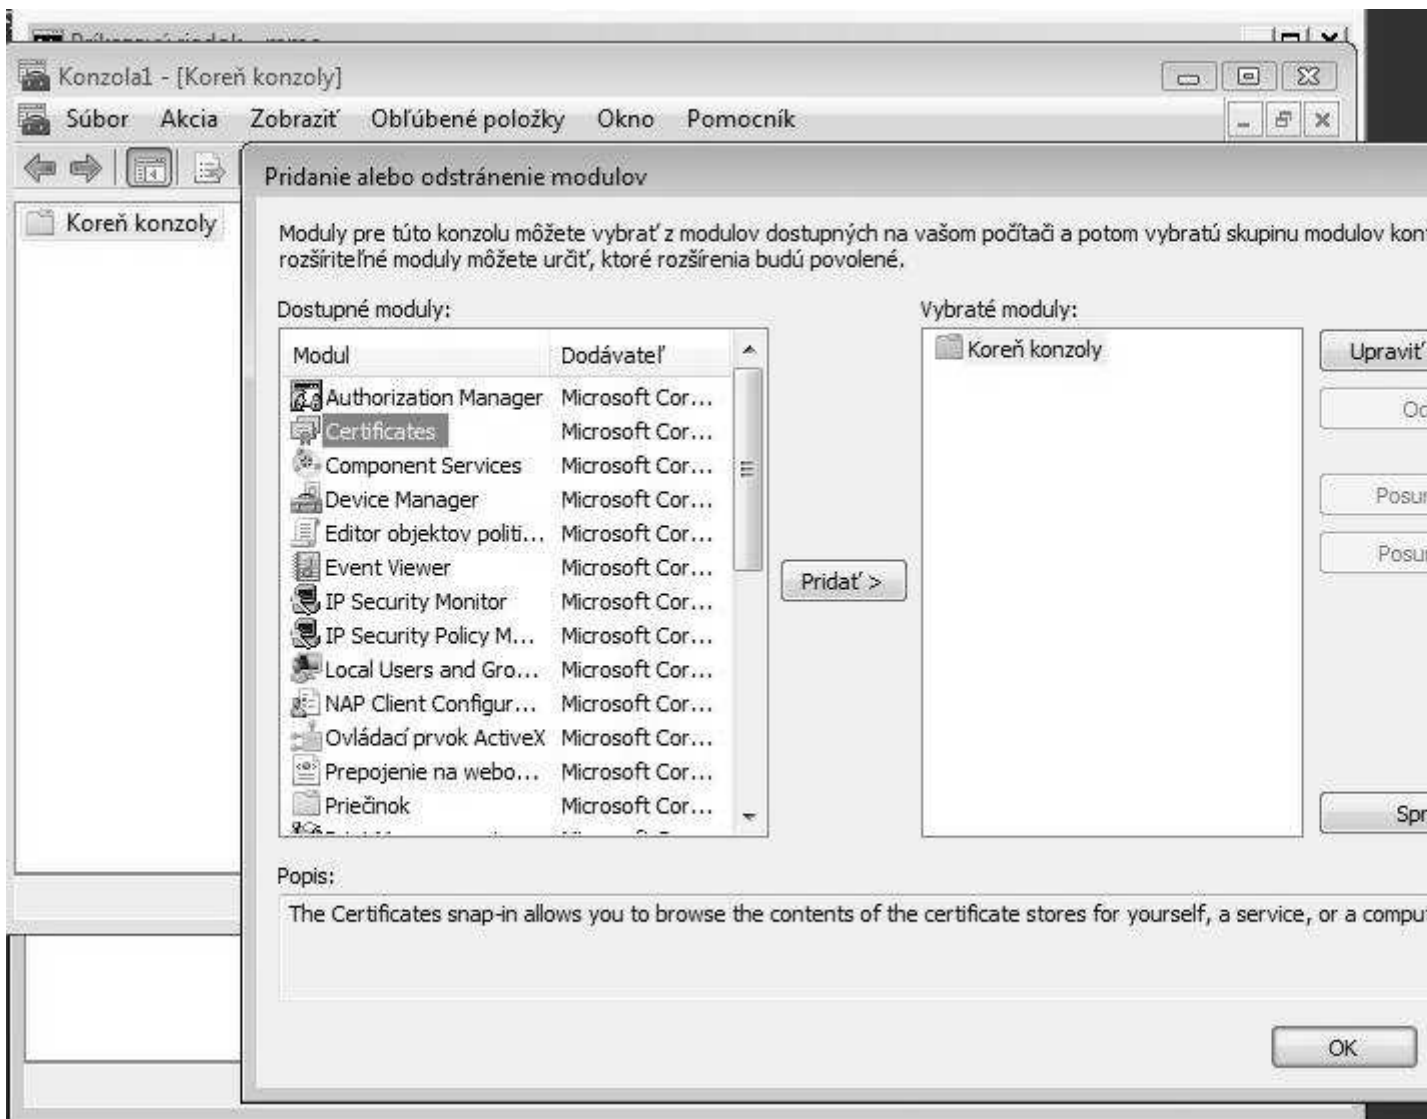 Konzola1 - [Koreň konzoly]
Súbor Akcia Zobraziť Obľúbené položky Okno Pomocník
Koreň konzoly
Pridanie alebo odstránenie modulov
Moduly pre túto konzolu môžete vybrať z modulov dostupných na vašom počítači a potom vybratú skupinu modulov kon
rozšíriteľné moduly môžete určiť, ktoré rozšírenia budú povolené.
Dostupné moduly:
Vybraté moduly:
Modul Dodávateľ
Authorization Manager Microsoft Cor...
Certificates Microsoft Cor...
Component Services Microsoft Cor...
Device Manager Microsoft Cor...
Editor objektov politi... Microsoft Cor...
Event Viewer Microsoft Cor...
IP Security Monitor Microsoft Cor...
IP Security Policy M... Microsoft Cor...
Local Users and Gro... Microsoft Cor...
NAP Client Configur... Microsoft Cor...
Ovládací prvok ActiveX Microsoft Cor...
Prepojenie na webo... Microsoft Cor...
Priečinok Microsoft Cor...
Pridať >
Koreň konzoly
Upraviť
Od
Posu
Posu
Spr
Popis:
The Certificates snap-in allows you to browse the contents of the certificate stores for yourself, a service, or a compu
OK